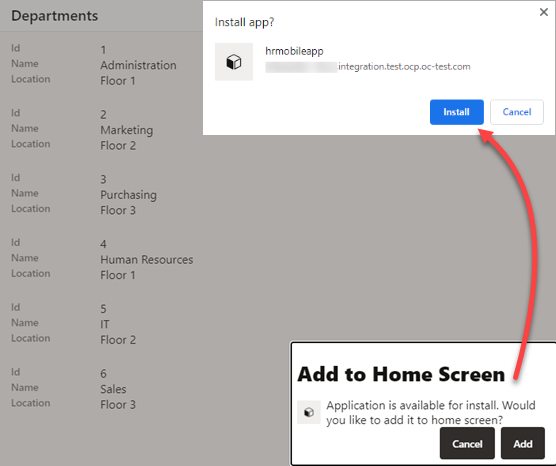 Departments
Id 1
Name Administration
Location Floor 1
Id 2
Name Marketing
Location Floor 2
Id 3
Name Purchasing
Location Floor 3
Id 4
Name Human Resources
Location Floor 1
Id 5
Name IT
Location Floor 2
Id 6
Name Sales
Location Floor 3
Install app?
hrmobileapp
integration.test.ocp.oc-test.com
Install Cancel
Add to Home Screen
Application is available for install. Would
you like to add it to home screen?
Cancel Add